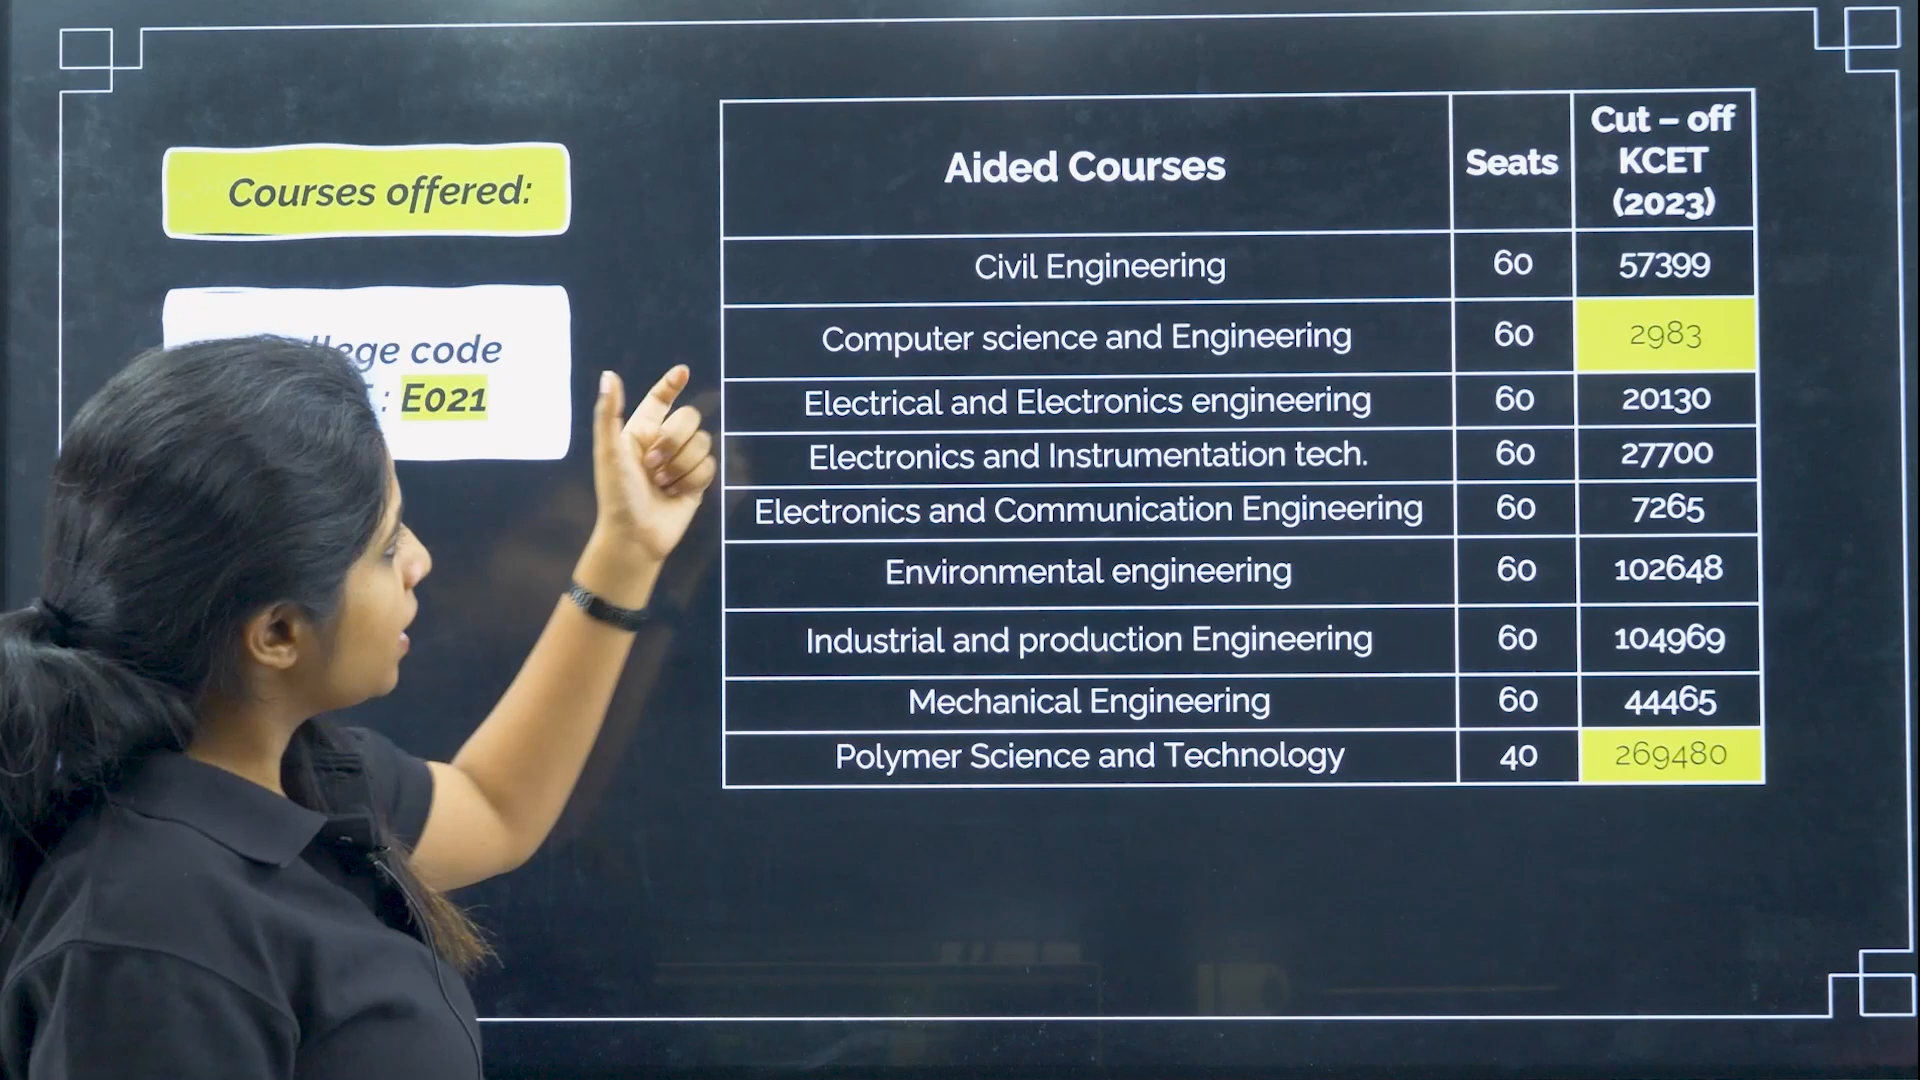 Courses offered:
code
: E021
Aided Courses Seats Cut – off KCET (2023)
Civil Engineering 60 57399
Computer science and Engineering 60 2983
Electrical and Electronics engineering 60 20130
Electronics and Instrumentation tech. 60 27700
Electronics and Communication Engineering 60 7265
Environmental engineering 60 102648
Industrial and production Engineering 60 104969
Mechanical Engineering 60 44465
Polymer Science and Technology 40 269480